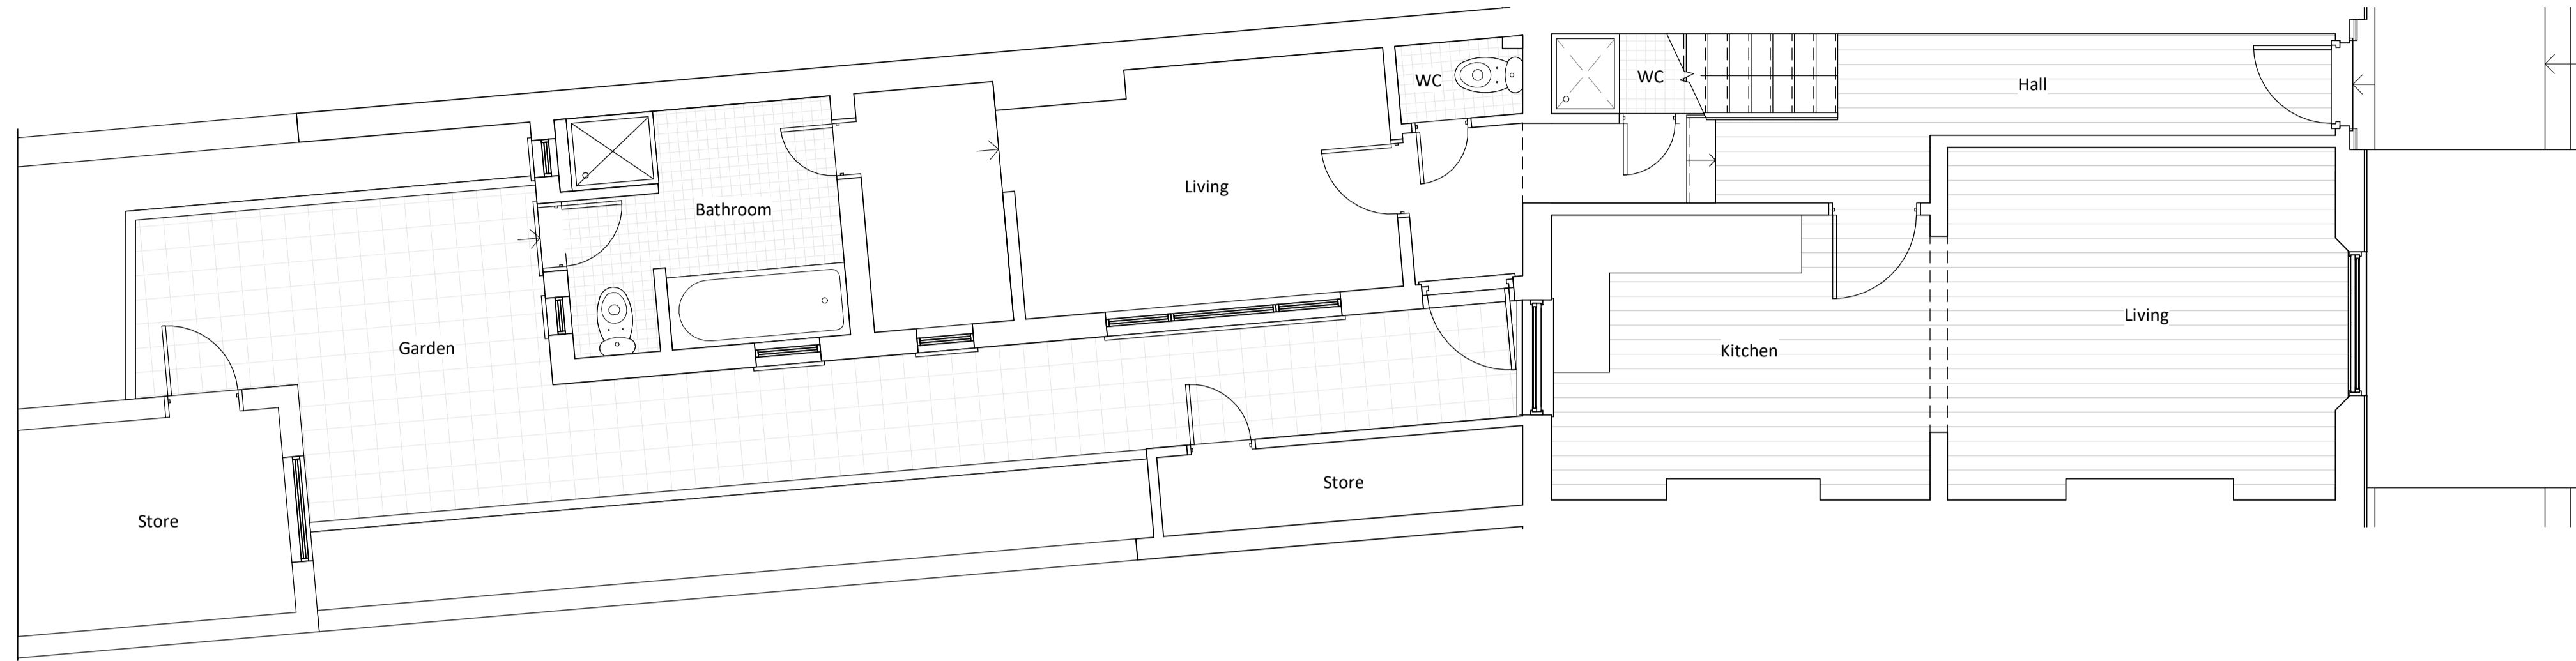 WC
WC
Hall
Living
Bathroom
Living
Garden
Kitchen
Store
Store